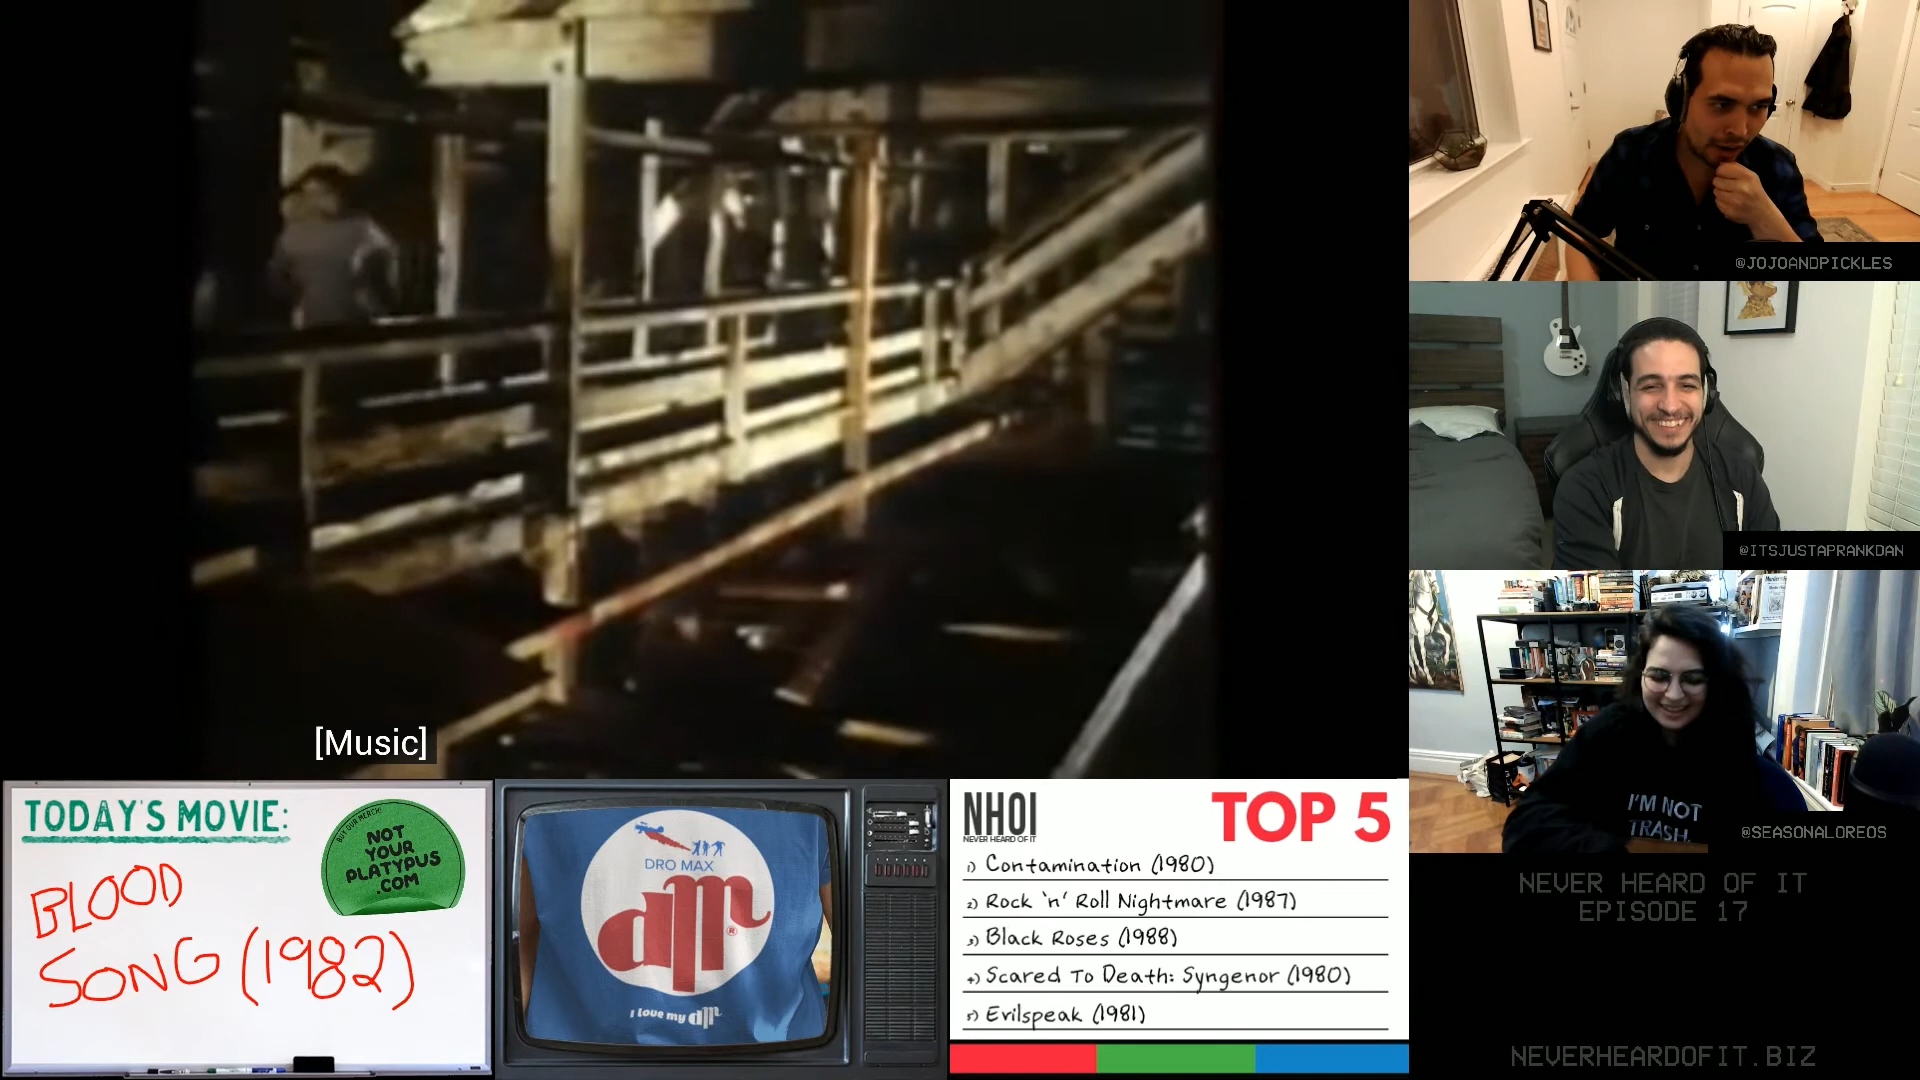 @JOJOANDPICKLES
@ITSJUSTAPRANKDAN
I'M NOT
TRASH.
@SEASONALOREOS
[Music]
TODAY'S MOVIE:
BLOOD
SONG (1982)
BUY OUR MERCH!
NOT
YOUR
PLATYPUS
.COM
DRO MAX
dm®
I love my dm
NHOI
NEVER HEARD OF IT
TOP 5
1) Contamination (1980)
2) Rock 'n' Roll Nightmare (1987)
3) Black Roses (1988)
4) Scared To Death: Syngenor (1980)
5) Evilspeak (1981)
NEVER HEARD OF IT
EPISODE 17
NEVERHEARDOFIT.BIZ